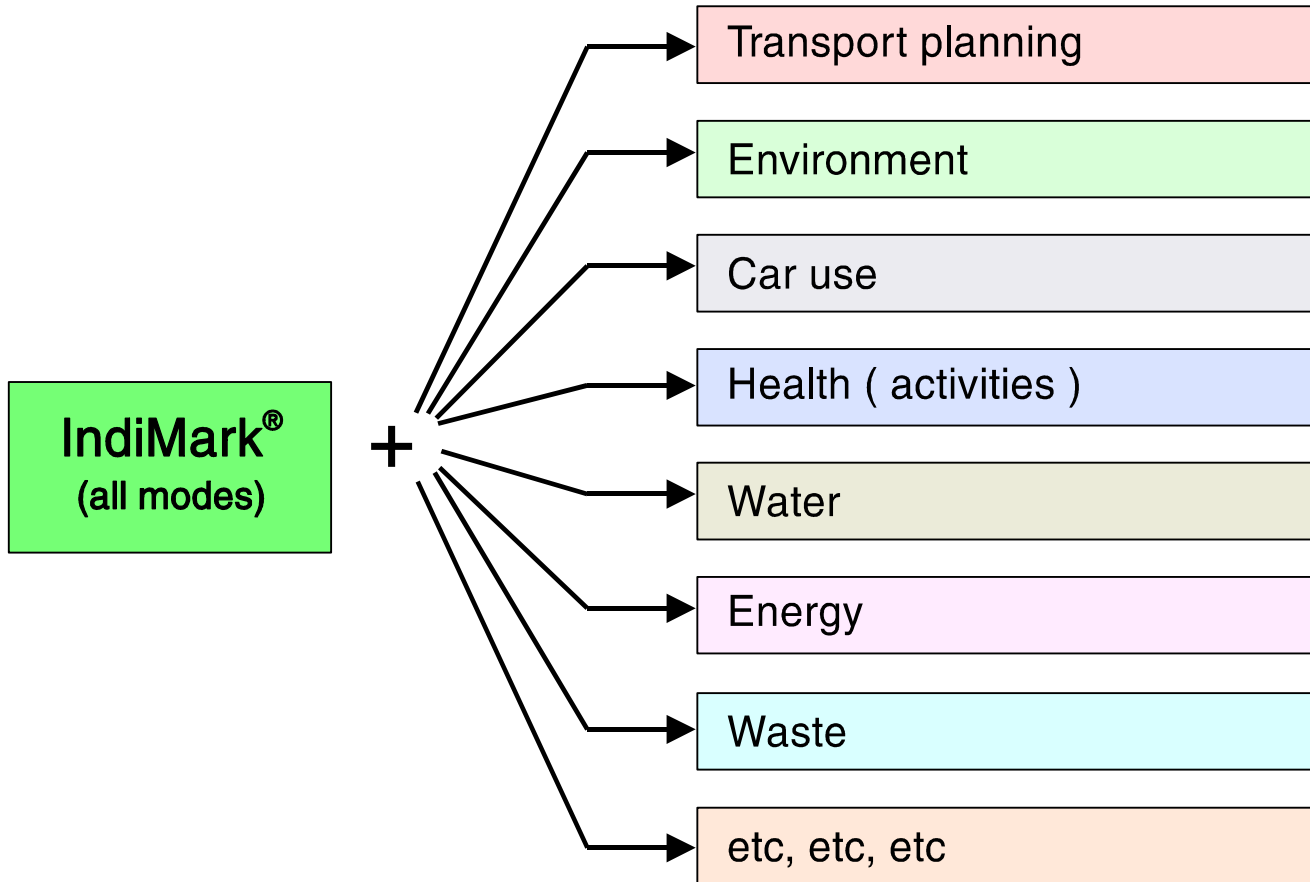 Transport planning
Environment
Car use
Health ( activities )
IndiMark®
(all modes)
+
Water
Energy
Waste
etc, etc, etc